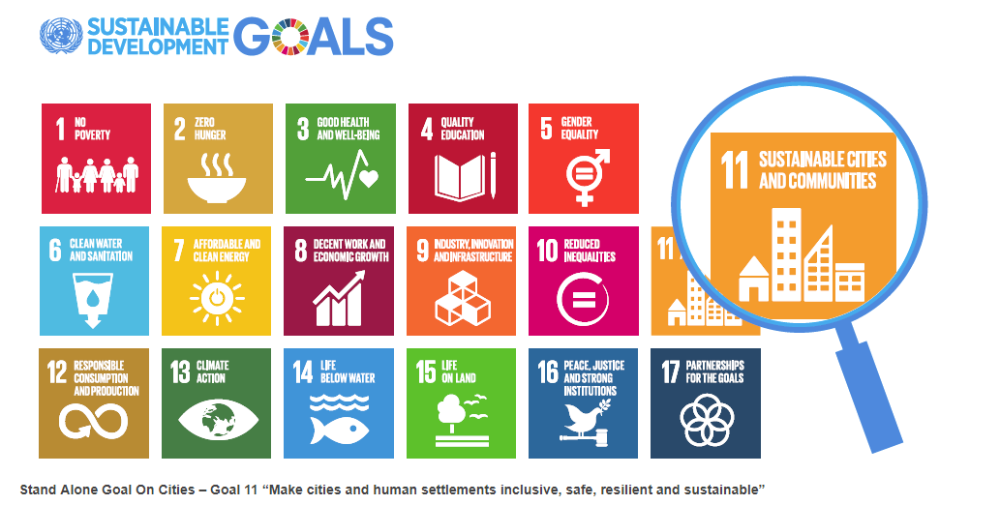 SUSTAINABLE
DEVELOPMENT
GOALS
1 NO
POVERTY
2 ZERO
HUNGER
3 GOOD HEALTH
AND WELL-BEING
4 QUALITY
EDUCATION
5 GENDER
EQUALITY
11 SUSTAINABLE CITIES
AND COMMUNITIES
6 CLEAN WATER
AND SANITATION
7 AFFORDABLE AND
CLEAN ENERGY
8 DECENT WORK AND
ECONOMIC GROWTH
9 INDUSTRY, INNOVATION
AND INFRASTRUCTURE
10 REDUCED
INEQUALITIES
11
12 RESPONSIBLE
CONSUMPTION
AND PRODUCTION
13 CLIMATE
ACTION
14 LIFE
BELOW WATER
15 LIFE
ON LAND
16 PEACE, JUSTICE
AND STRONG
INSTITUTIONS
17 PARTNERSHIPS
FOR THE GOALS
Stand Alone Goal On Cities – Goal 11 “Make cities and human settlements inclusive, safe, resilient and sustainable”